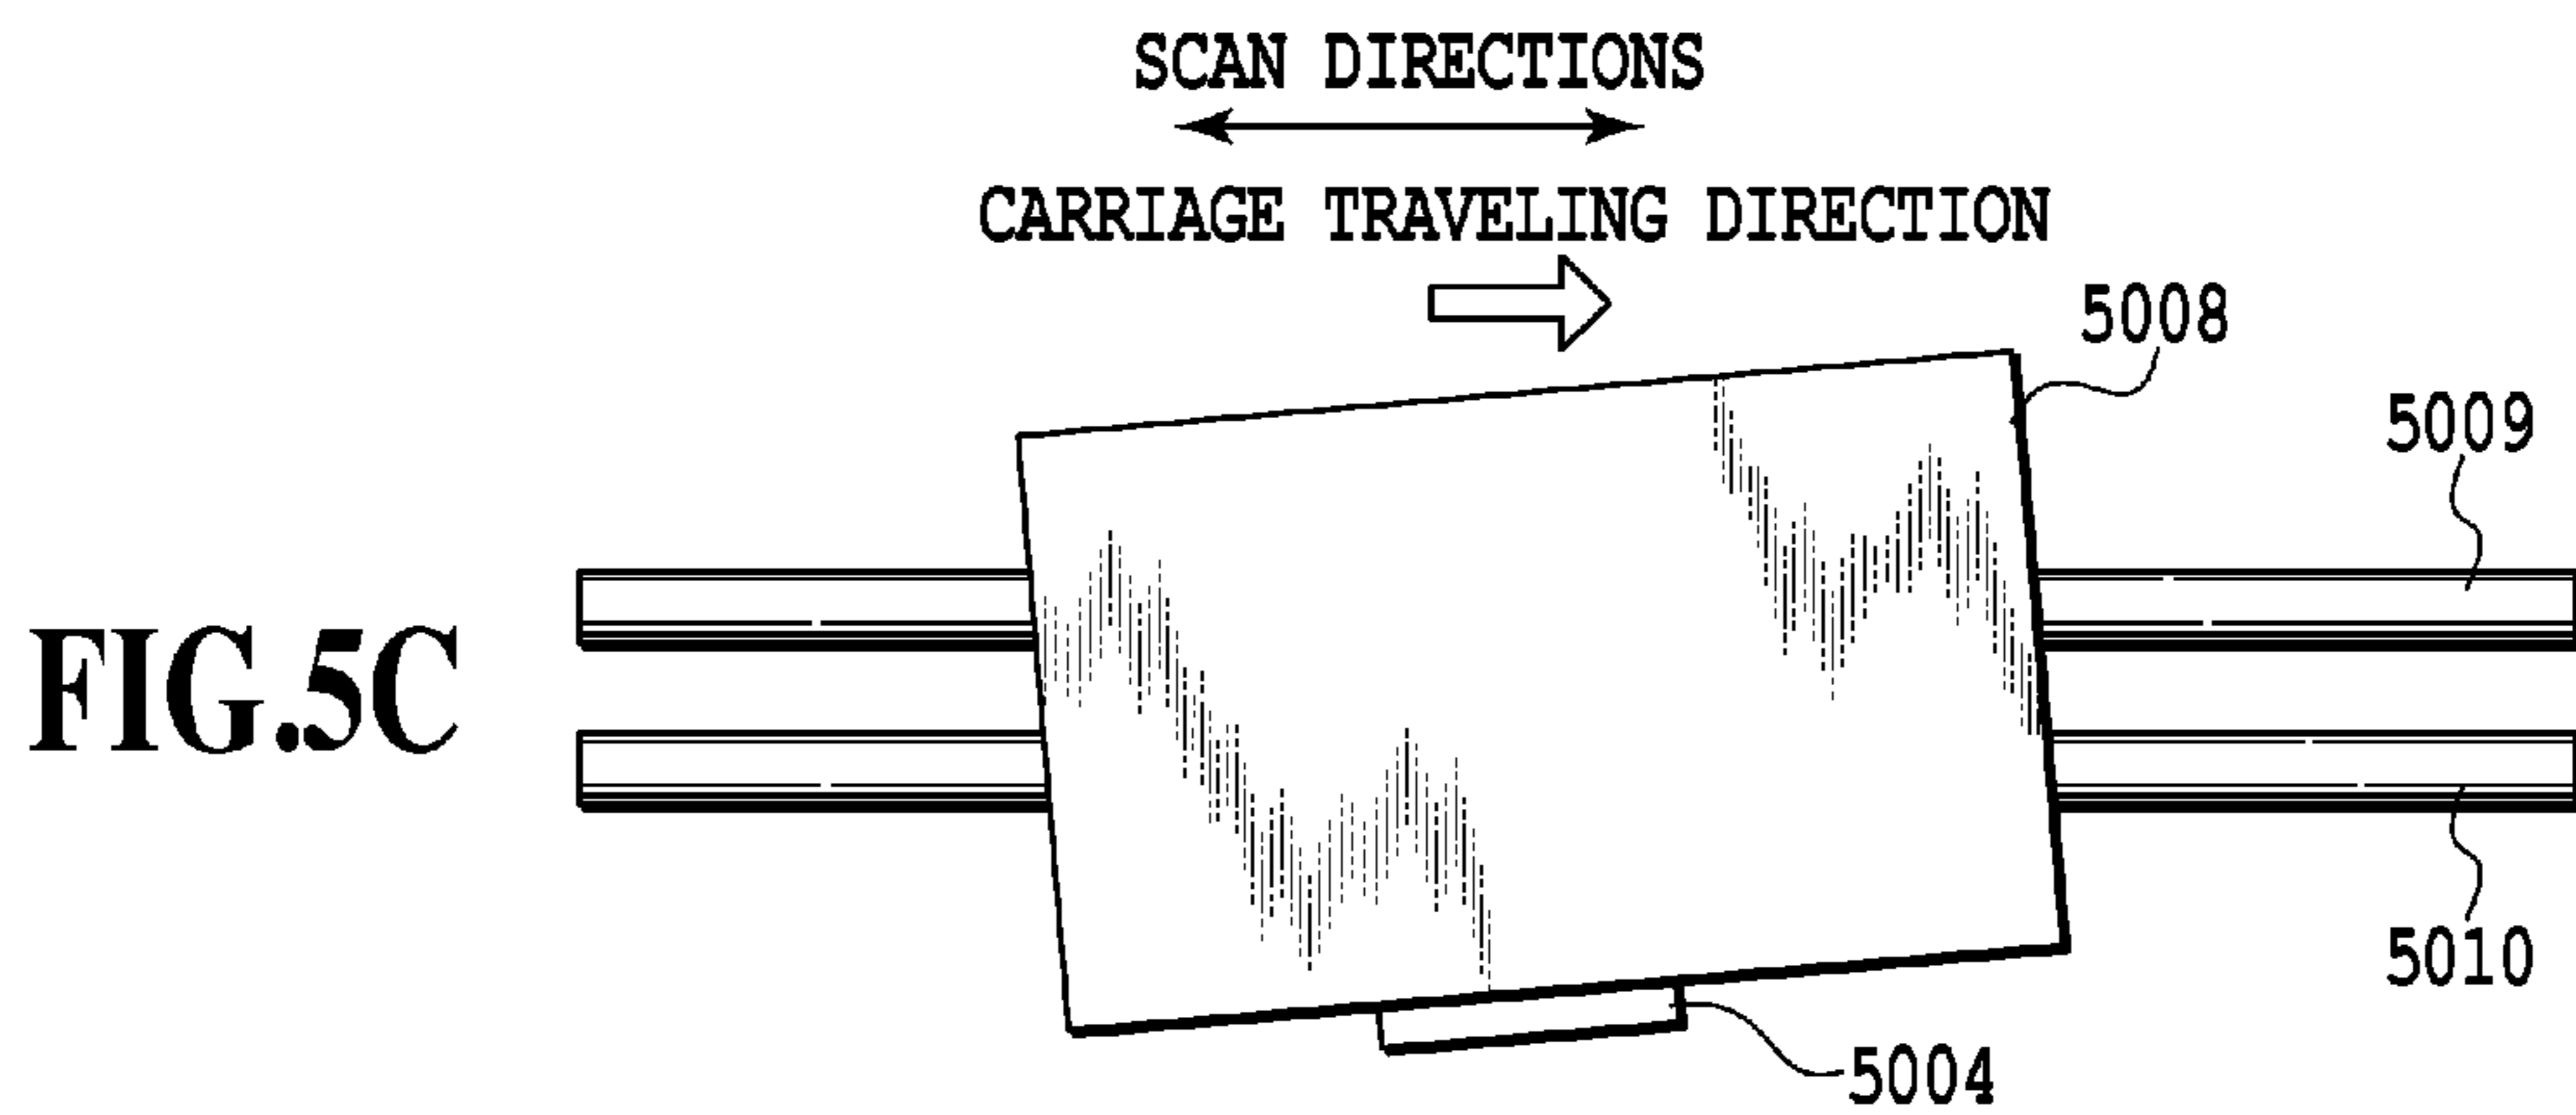 SCAN DIRECTIONS
CARRIAGE TRAVELING DIRECTION
5008
5009
FIG.5C
5010
5004